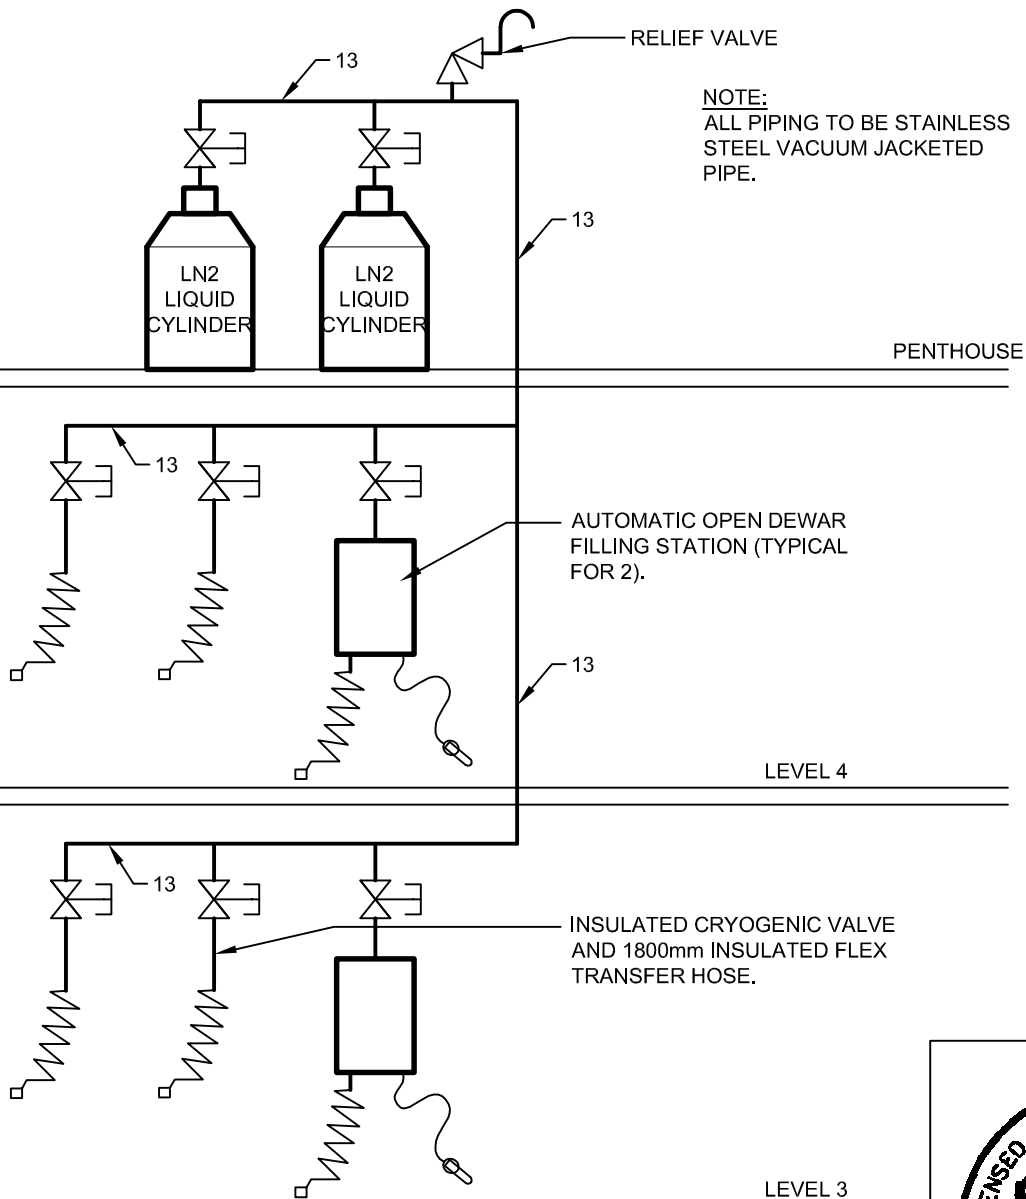 RELIEF VALVE
13
NOTE:
ALL PIPING TO BE STAINLESS
STEEL VACUUM JACKETED
PIPE.
13
LN2
LIQUID
CYLINDER
LN2
LIQUID
CYLINDER
PENTHOUSE
13
AUTOMATIC OPEN DEWAR
FILLING STATION (TYPICAL
FOR 2).
13
LEVEL 4
13
INSULATED CRYOGENIC VALVE
AND 1800mm INSULATED FLEX
TRANSFER HOSE.
LEVEL 3